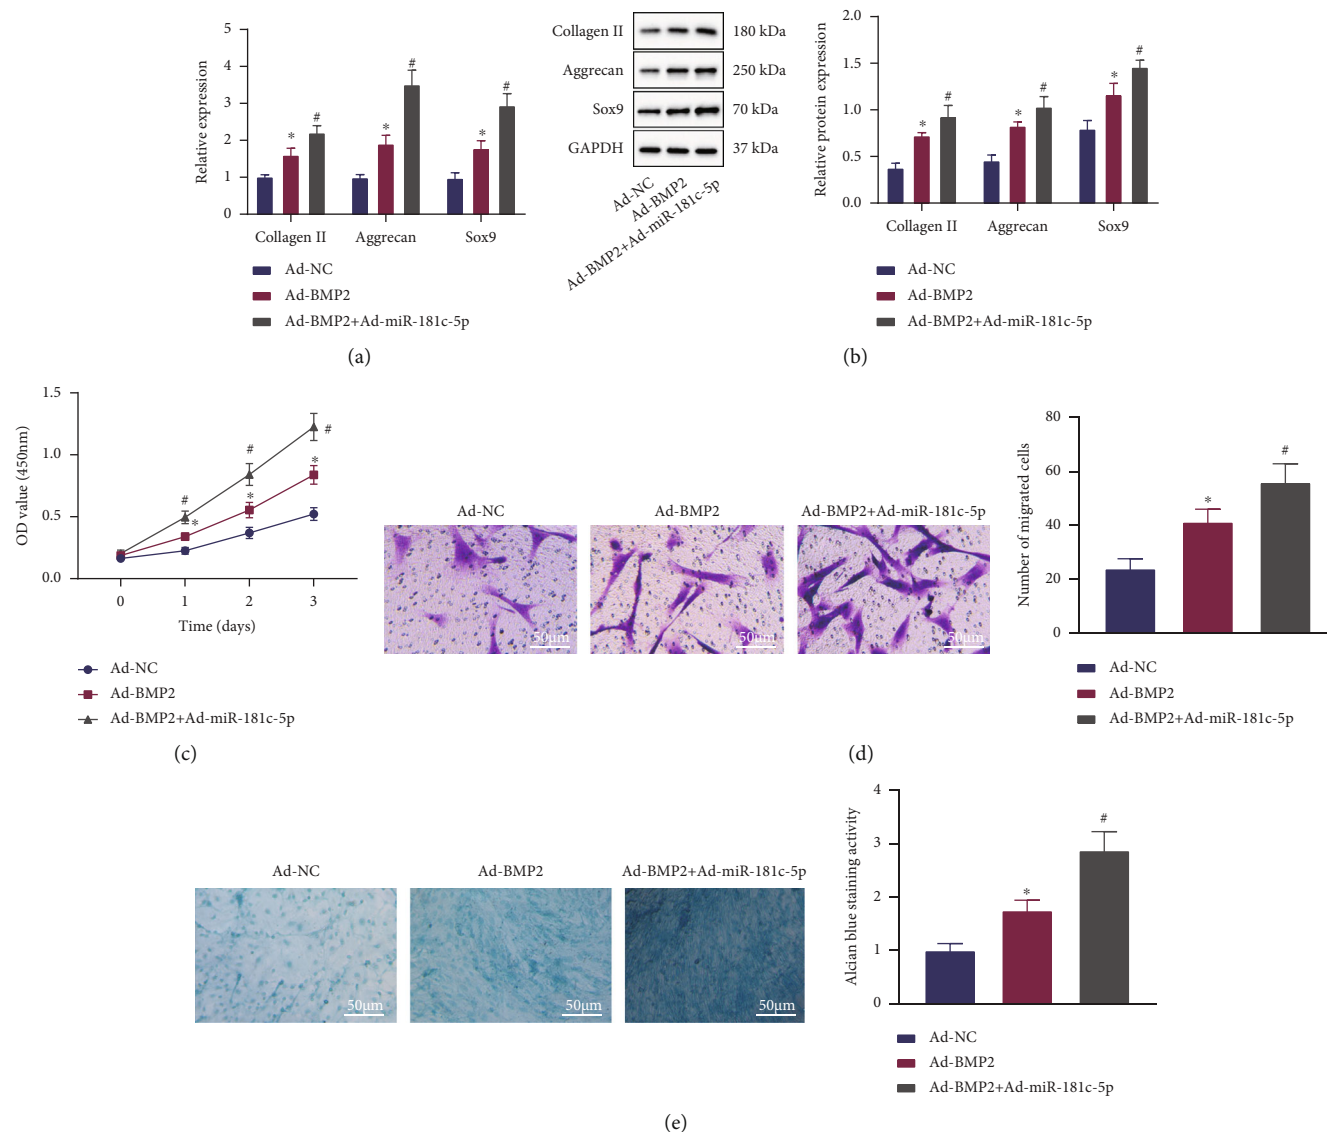 Relative expression
5
4
3
2
1
0
* # * # * #
Collagen II Aggrecan Sox9
Ad-NC
Ad-BMP2
Ad-BMP2+Ad-miR-181c-5p
(a)
Collagen II 180 kDa
Aggrecan 250 kDa
Sox9 70 kDa
GAPDH 37 kDa
Ad-NC
Ad-BMP2
Ad-BMP2+Ad-miR-181c-5p
Relative protein expression
2.0
1.5
1.0
0.5
0.0
* # * # * #
Collagen II Aggrecan Sox9
Ad-NC
Ad-BMP2
Ad-BMP2+Ad-miR-181c-5p
(b)
OD value (450nm)
1.5
1.0
0.5
0.0
# * # * * #
0 1 2 3
Time (days)
Ad-NC
Ad-BMP2
Ad-BMP2+Ad-miR-181c-5p
(c)
Ad-NC Ad-BMP2 Ad-BMP2+Ad-miR-181c-5p
50μm 50μm 50μm
Number of migrated cells
80
60
40
20
0
* #
Ad-NC
Ad-BMP2
Ad-BMP2+Ad-miR-181c-5p
(d)
Ad-NC Ad-BMP2 Ad-BMP2+Ad-miR-181c-5p
50μm 50μm 50μm
Alcian blue staining activity
4
3
2
1
0
* #
Ad-NC
Ad-BMP2
Ad-BMP2+Ad-miR-181c-5p
(e)